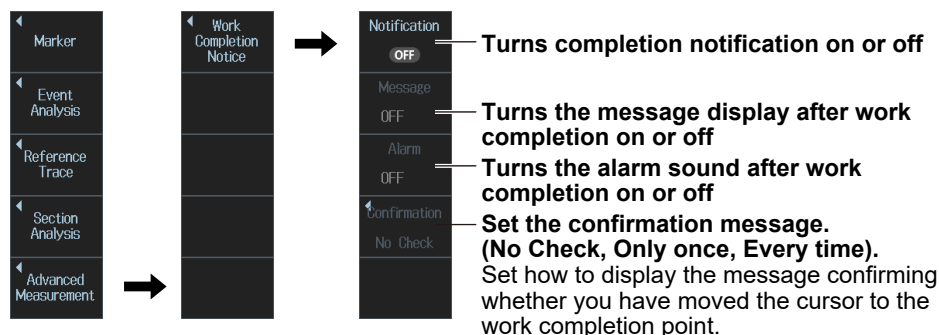 Marker
Event
Analysis
Reference
Trace
Section
Analysis
Advanced
Measurement
Work
Completion
Notice
Notification
OFF
Message
OFF
Alarm
OFF
Confirmation
No Check
Turns completion notification on or off
Turns the message display after work
completion on or off
Turns the alarm sound after work
completion on or off
Set the confirmation message.
(No Check, Only once, Every time).
Set how to display the message confirming
whether you have moved the cursor to the
work completion point.